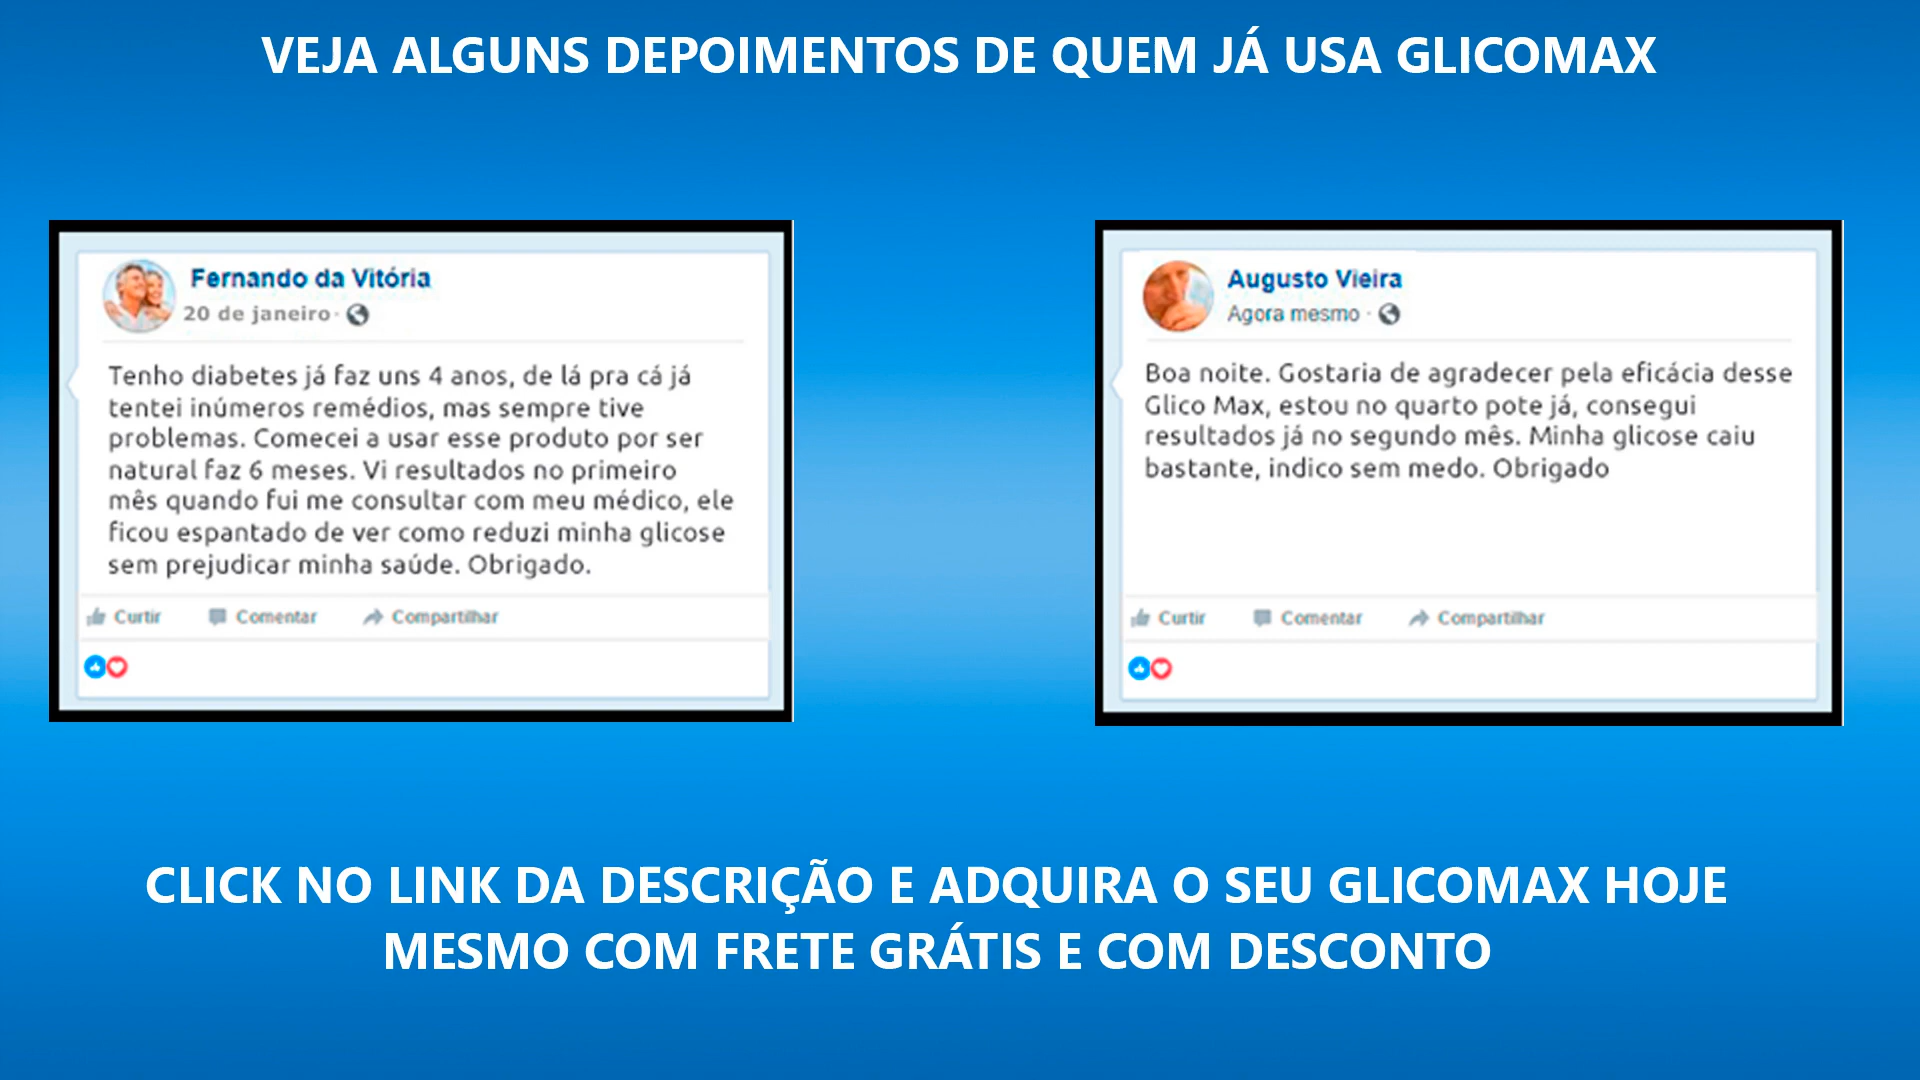 VEJA ALGUNS DEPOIMENTOS DE QUEM JÁ USA GLICOMAX
Fernando da Vitória
20 de janeiro ·
Tenho diabetes já faz uns 4 anos, de lá pra cá já
tentei inúmeros remédios, mas sempre tive
problemas. Comecei a usar esse produto por ser
natural faz 6 meses. Vi resultados no primeiro
mês quando fui me consultar com meu médico, ele
ficou espantado de ver como reduzi minha glicose
sem prejudicar minha saúde. Obrigado.
Curtir Comentar Compartilhar
Augusto Vieira
Agora mesmo ·
Boa noite. Gostaria de agradecer pela eficácia desse
Glico Max, estou no quarto pote já, consegui
resultados já no segundo mês. Minha glicose caiu
bastante, indico sem medo. Obrigado
Curtir Comentar Compartilhar
CLICK NO LINK DA DESCRIÇÃO E ADQUIRA O SEU GLICOMAX HOJE
MESMO COM FRETE GRÁTIS E COM DESCONTO